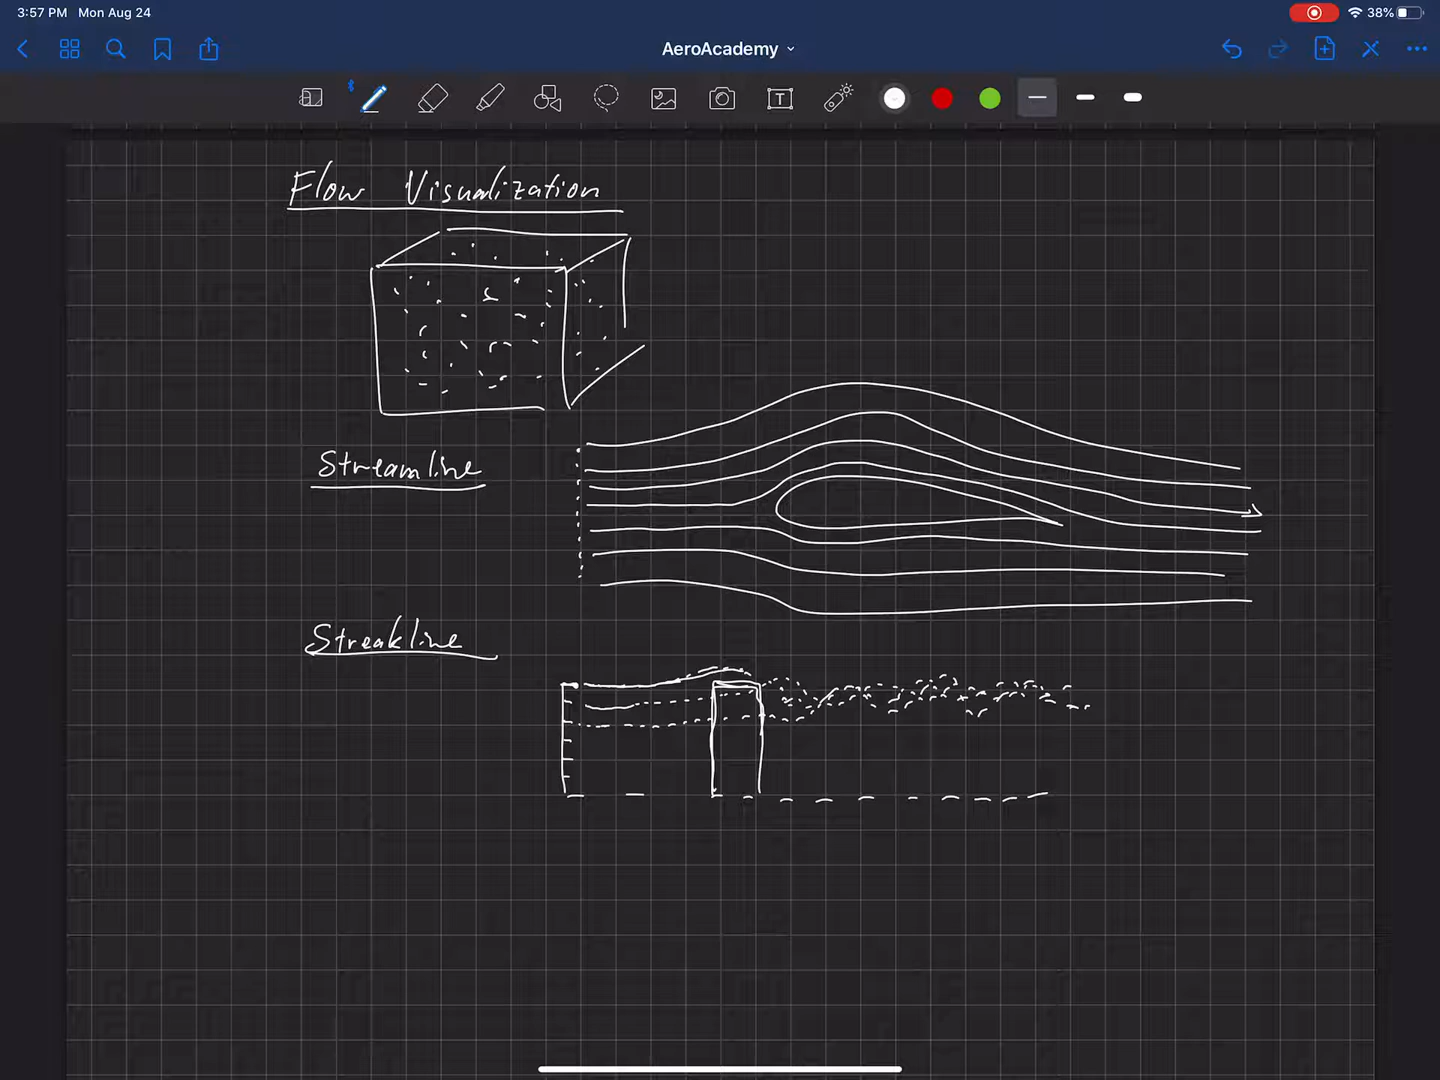 3:57 PM Mon Aug 24
38%
AeroAcademy
T
Flow Visualization
Streamline
Streakline